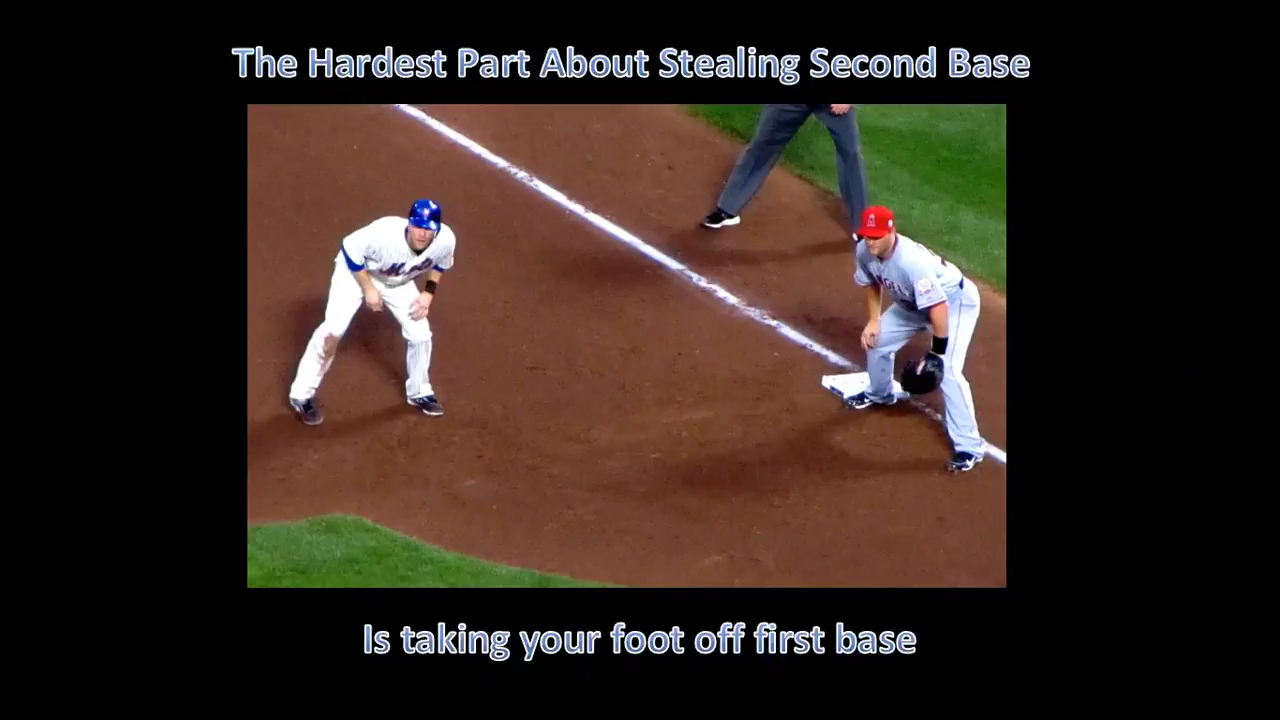 The Hardest Part About Stealing Second Base
Is taking your foot off first base